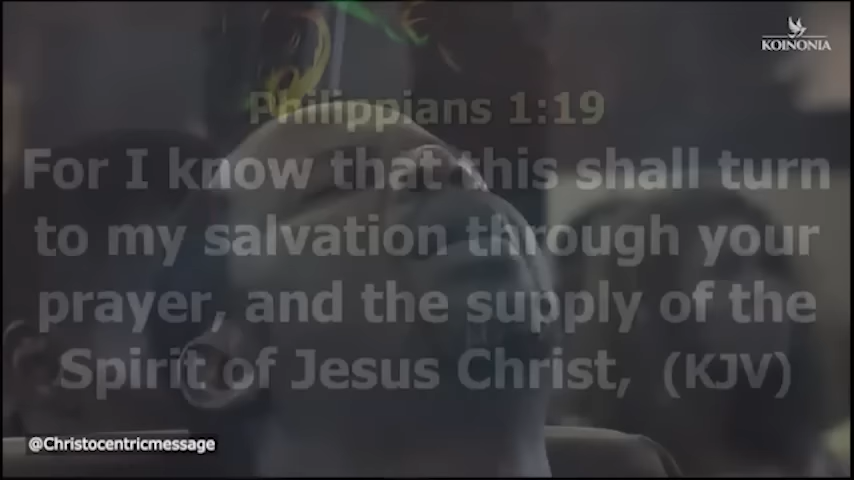 KOINONIA
Philippians 1:19
For I know that this shall turn
to my salvation through your
prayer, and the supply of the
Spirit of Jesus Christ, (KJV)
@Christocentricmessage